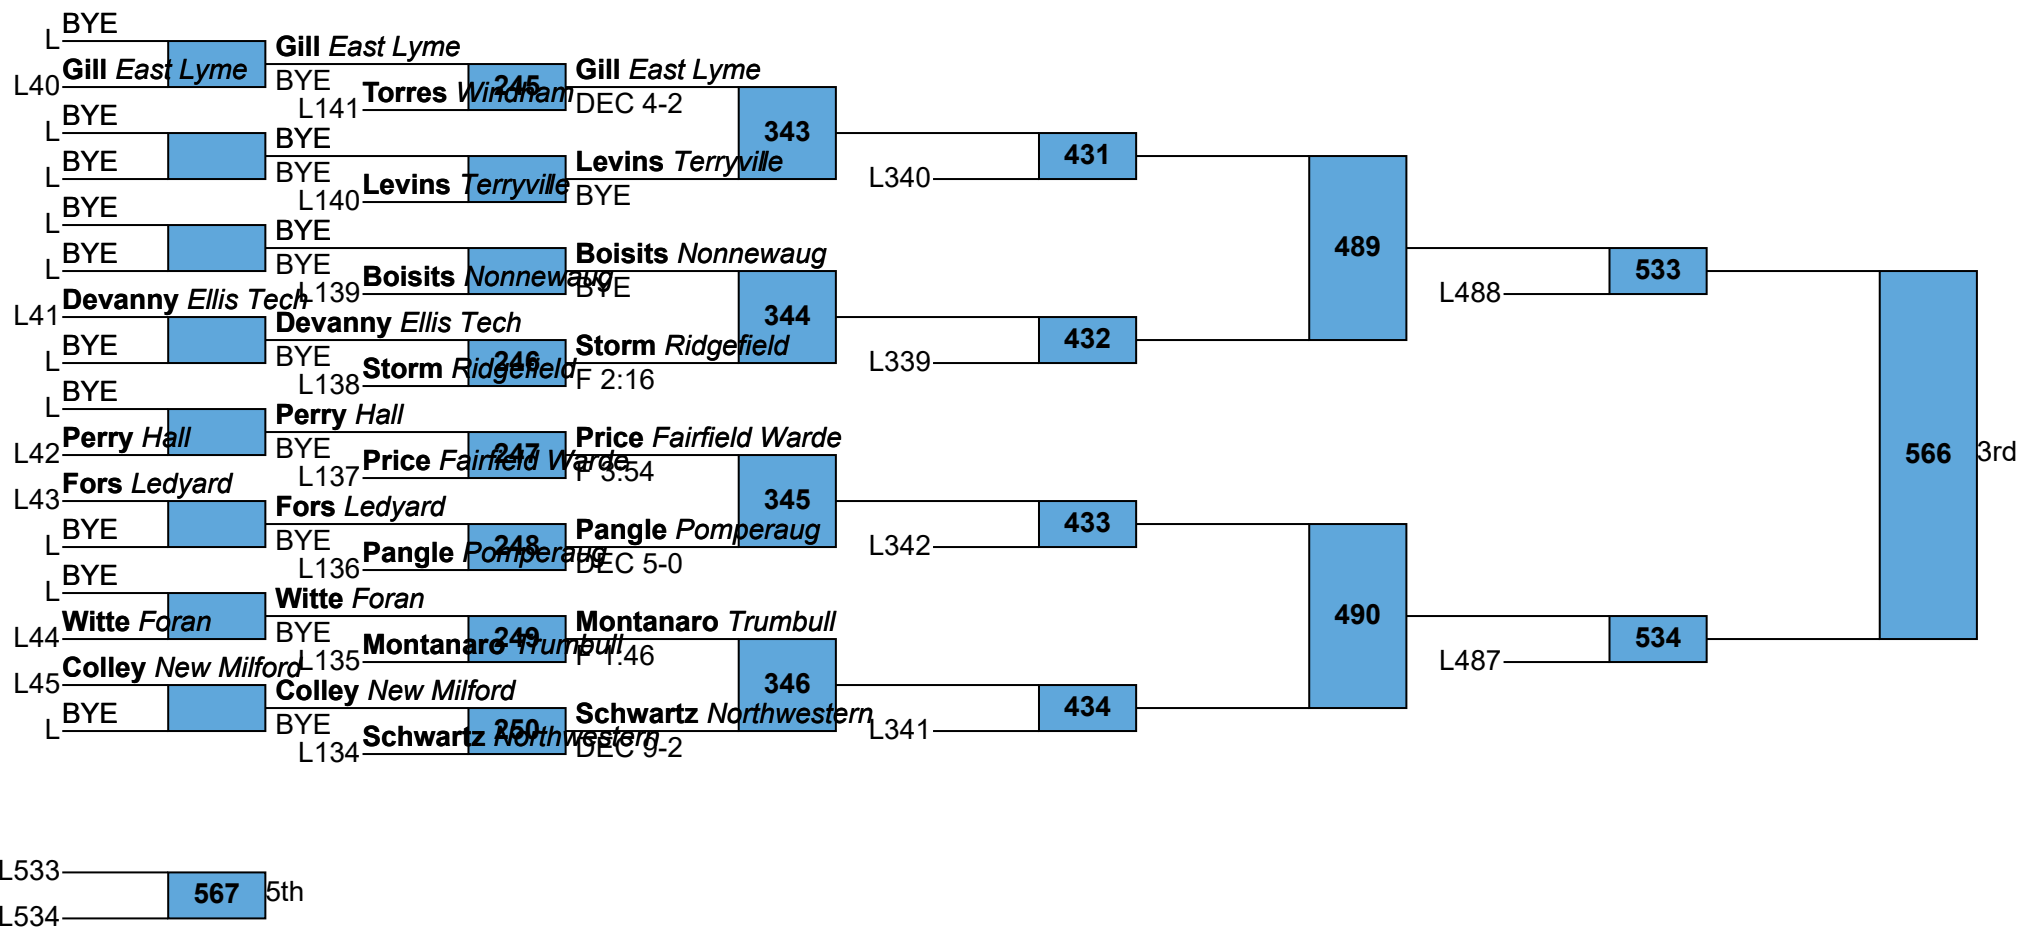 BYE
L
Gill East Lyme
L40
BYE
L
BYE
L
BYE
L
BYE
L
Devanny Ellis Tech
L41
BYE
L
BYE
L
Perry Hall
L42
Fors Ledyard
L43
BYE
L
BYE
L
Witte Foran
L44
Colley New Milford
L45
BYE
L
Gill East Lyme
BYE
L141 Torres Windham
245
BYE
BYE
L140 Levins Terryville
BYE
BYE
L139 Boisits Nonnewaug
Devanny Ellis Tech
BYE
L138 Storm Ridgefield
246
Perry Hall
BYE
L137 Price Fairfield Warde
247
Fors Ledyard
BYE
L136 Pangle Pomperaug
248
Witte Foran
BYE
L135 Montanaro Trumbull
249
Colley New Milford
BYE
L134 Schwartz Northwestern
250
Gill East Lyme
DEC 4-2
343
Levins Terryville
BYE
Boisits Nonnewaug
BYE
344
Storm Ridgefield
F 2:16
Price Fairfield Warde
F 3:54
345
Pangle Pomperaug
DEC 5-0
Montanaro Trumbull
F 1:46
346
Schwartz Northwestern
DEC 9-2
L340
431
L339
432
L342
433
L341
434
489
490
L488
533
L487
534
566 3rd
L533
567 5th
L534